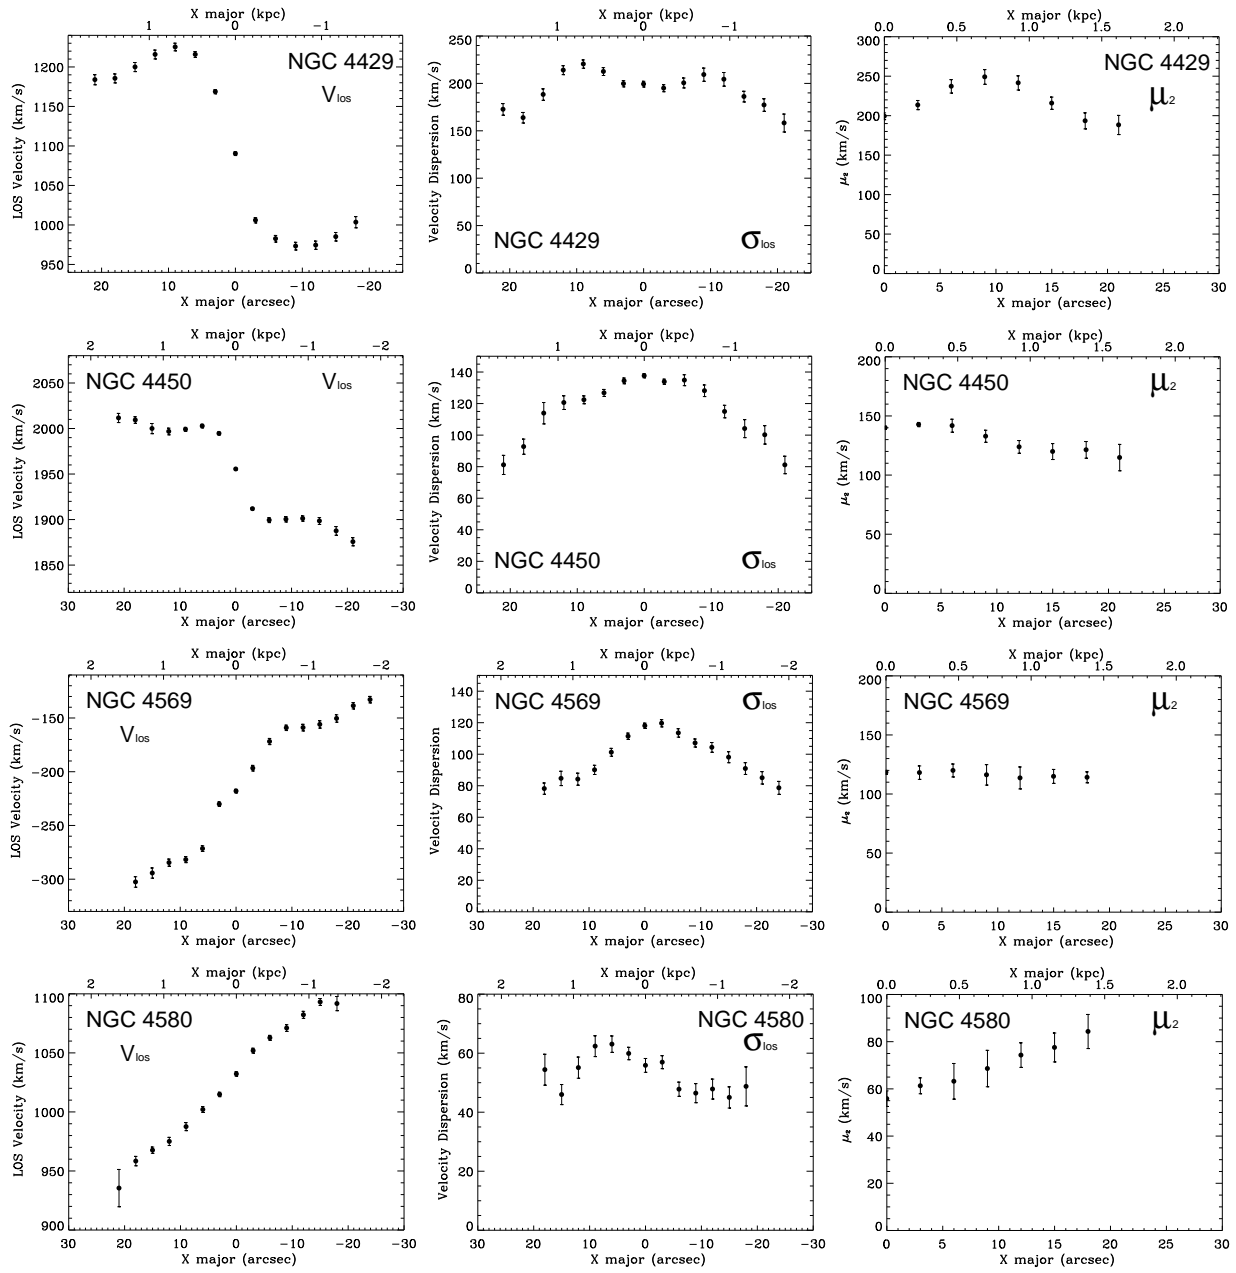 X major (kpc) X major (kpc) X major (kpc)
1 0 −1 1 0 −1 0.0 0.5 1.0 1.5 2.0
NGC 4429 Vlos
LOS Velocity (km/s)
1200
1150
1100
1050
1000
950
20 10 0 −10 −20
X major (arcsec)
NGC 4429 σlos
Velocity Dispersion (km/s)
250
200
150
100
50
0
20 10 0 −10 −20
X major (arcsec)
NGC 4429 μ2
μ2 (km/s)
300
250
200
150
100
50
0
0 5 10 15 20 25 30
X major (arcsec)
X major (kpc) X major (kpc) X major (kpc)
2 1 0 −1 −2 1 0 −1 0.0 0.5 1.0 1.5 2.0
NGC 4450 Vlos
LOS Velocity (km/s)
2050
2000
1950
1900
1850
30 20 10 0 −10 −20 −30
X major (arcsec)
NGC 4450 σlos
Velocity Dispersion (km/s)
140
120
100
80
60
40
20
0
20 10 0 −10 −20
X major (arcsec)
NGC 4450 μ2
μ2 (km/s)
200
150
100
50
0
0 5 10 15 20 25 30
X major (arcsec)
X major (kpc) X major (kpc) X major (kpc)
2 1 0 −1 −2 2 1 0 −1 −2 0.0 0.5 1.0 1.5 2.0
NGC 4569
Vlos
LOS Velocity (km/s)
−150
−200
−250
−300
30 20 10 0 −10 −20 −30
X major (arcsec)
NGC 4569 σlos
Velocity Dispersion
140
120
100
80
60
40
20
0
30 20 10 0 −10 −20 −30
X major (arcsec)
NGC 4569 μ2
μ2 (km/s)
200
150
100
50
0
0 5 10 15 20 25 30
X major (arcsec)
X major (kpc) X major (kpc) X major (kpc)
2 1 0 −1 −2 2 1 0 −1 −2 0.0 0.5 1.0 1.5 2.0
NGC 4580
Vlos
LOS Velocity (km/s)
1100
1050
1000
950
900
30 20 10 0 −10 −20 −30
X major (arcsec)
NGC 4580
σlos
Velocity Dispersion (km/s)
80
60
40
20
0
30 20 10 0 −10 −20 −30
X major (arcsec)
NGC 4580 μ2
μ2 (km/s)
100
80
60
40
20
0
0 5 10 15 20 25 30
X major (arcsec)